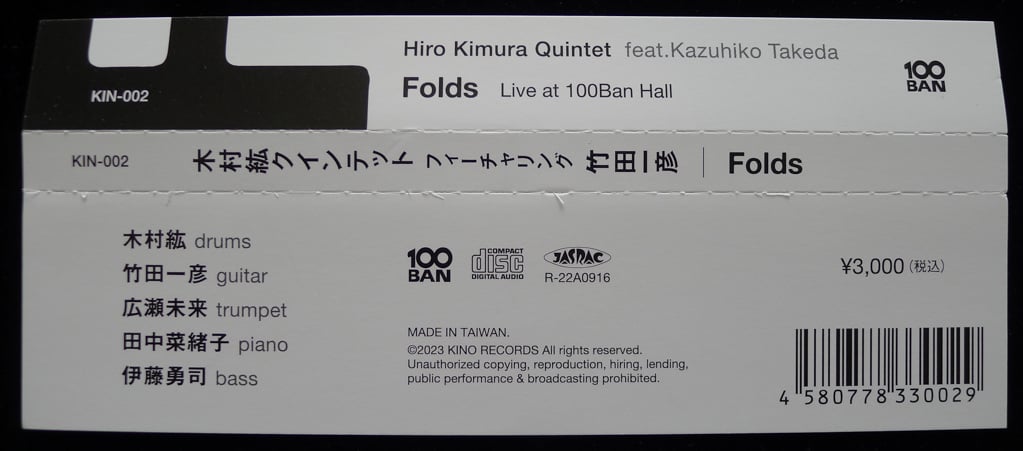 Hiro Kimura Quintet feat.Kazuhiko Takeda
KIN-002
Folds Live at 100Ban Hall
100
BAN
KIN-002
木村紘クインテット フィーチャリング 竹田一彦 | Folds
木村紘 drums
竹田一彦 guitar
広瀬未来 trumpet
田中菜緒子 piano
伊藤勇司 bass
100
BAN
COMPACT
disc
DIGITAL AUDIO
JASRAC
R-22A0916
¥3,000(税込)
MADE IN TAIWAN.
©2023 KINO RECORDS All rights reserved.
Unauthorized copying, reproduction, hiring, lending,
public performance & broadcasting prohibited.
4 580778 330029